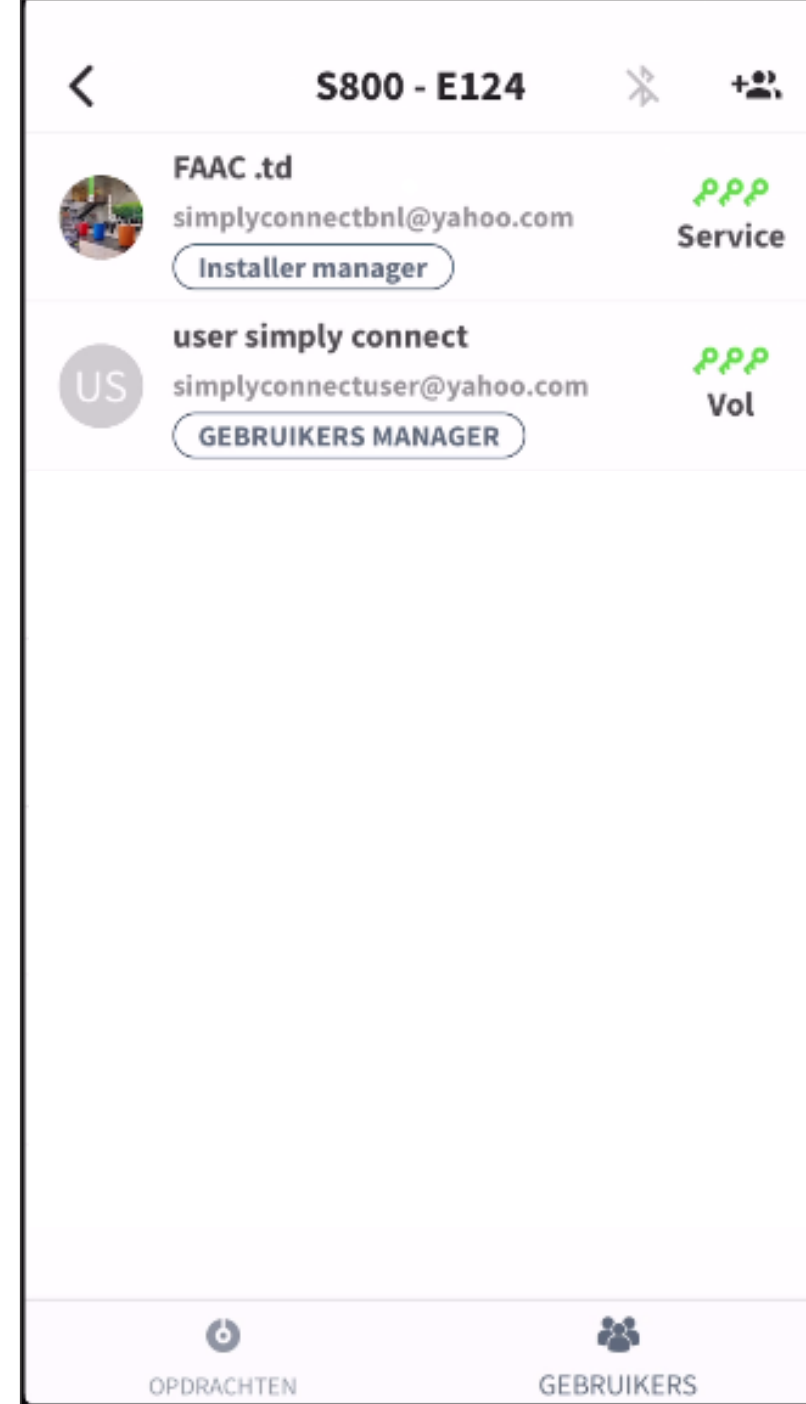 S800 - E124
FAAC .td
simplyconnectbnl@yahoo.com
Service
Installer manager
user simply connect
US
simplyconnectuser@yahoo.com
Vol
GEBRUIKERS MANAGER
OPDRACHTEN
GEBRUIKERS